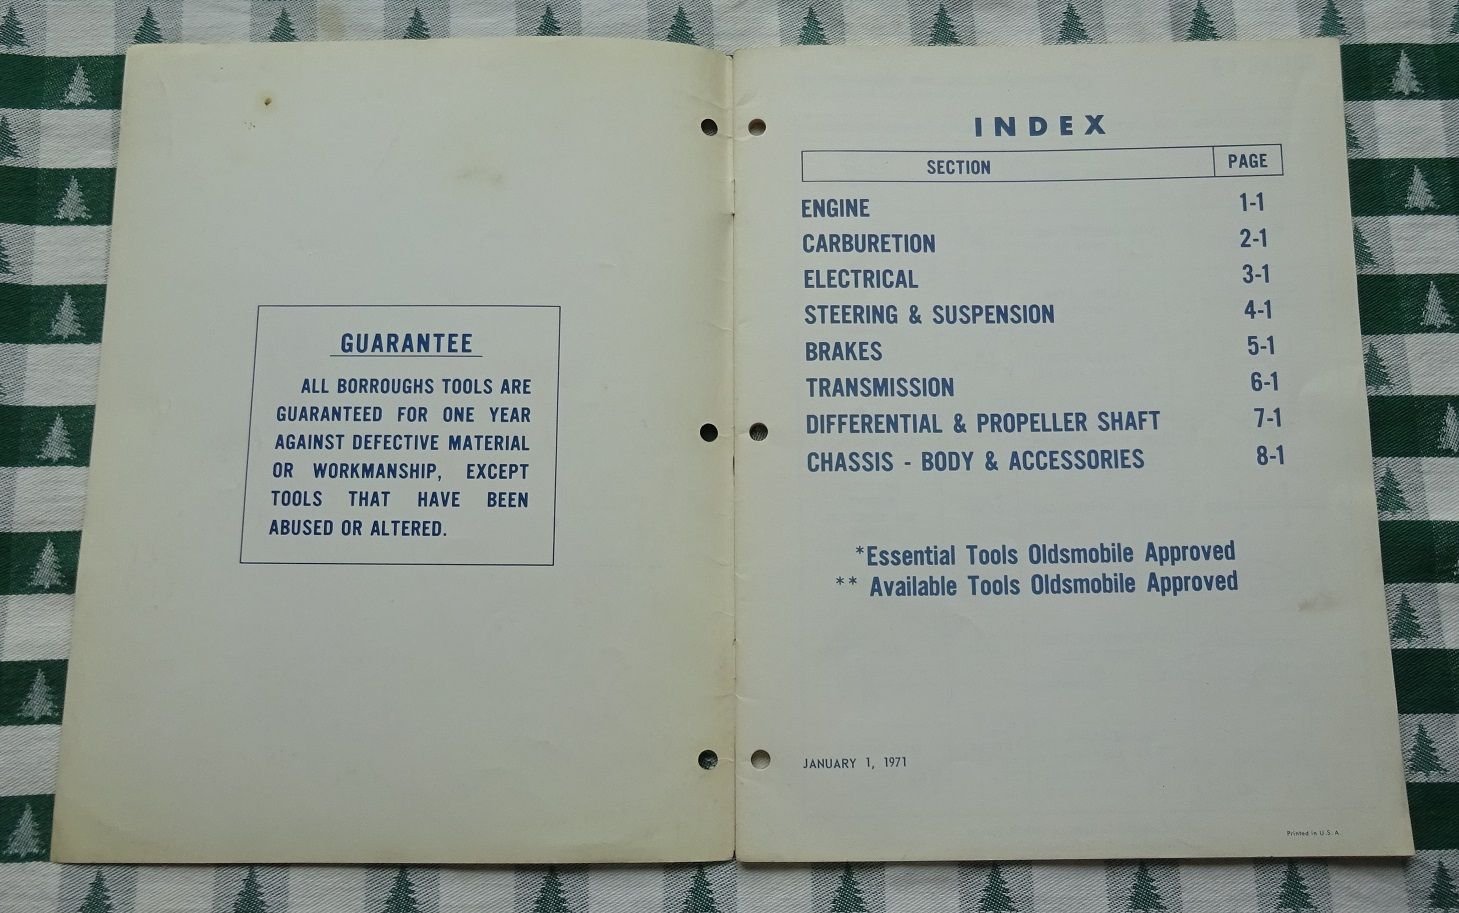 GUARANTEE
ALL BORROUGHS TOOLS ARE
GUARANTEED FOR ONE YEAR
AGAINST DEFECTIVE MATERIAL
OR WORKMANSHIP, EXCEPT
TOOLS THAT HAVE BEEN
ABUSED OR ALTERED.
INDEX
SECTION PAGE
ENGINE 1-1
CARBURETION 2-1
ELECTRICAL 3-1
STEERING & SUSPENSION 4-1
BRAKES 5-1
TRANSMISSION 6-1
DIFFERENTIAL & PROPELLER SHAFT 7-1
CHASSIS - BODY & ACCESSORIES 8-1
*Essential Tools Oldsmobile Approved
** Available Tools Oldsmobile Approved
JANUARY 1, 1971
Printed in U.S.A.